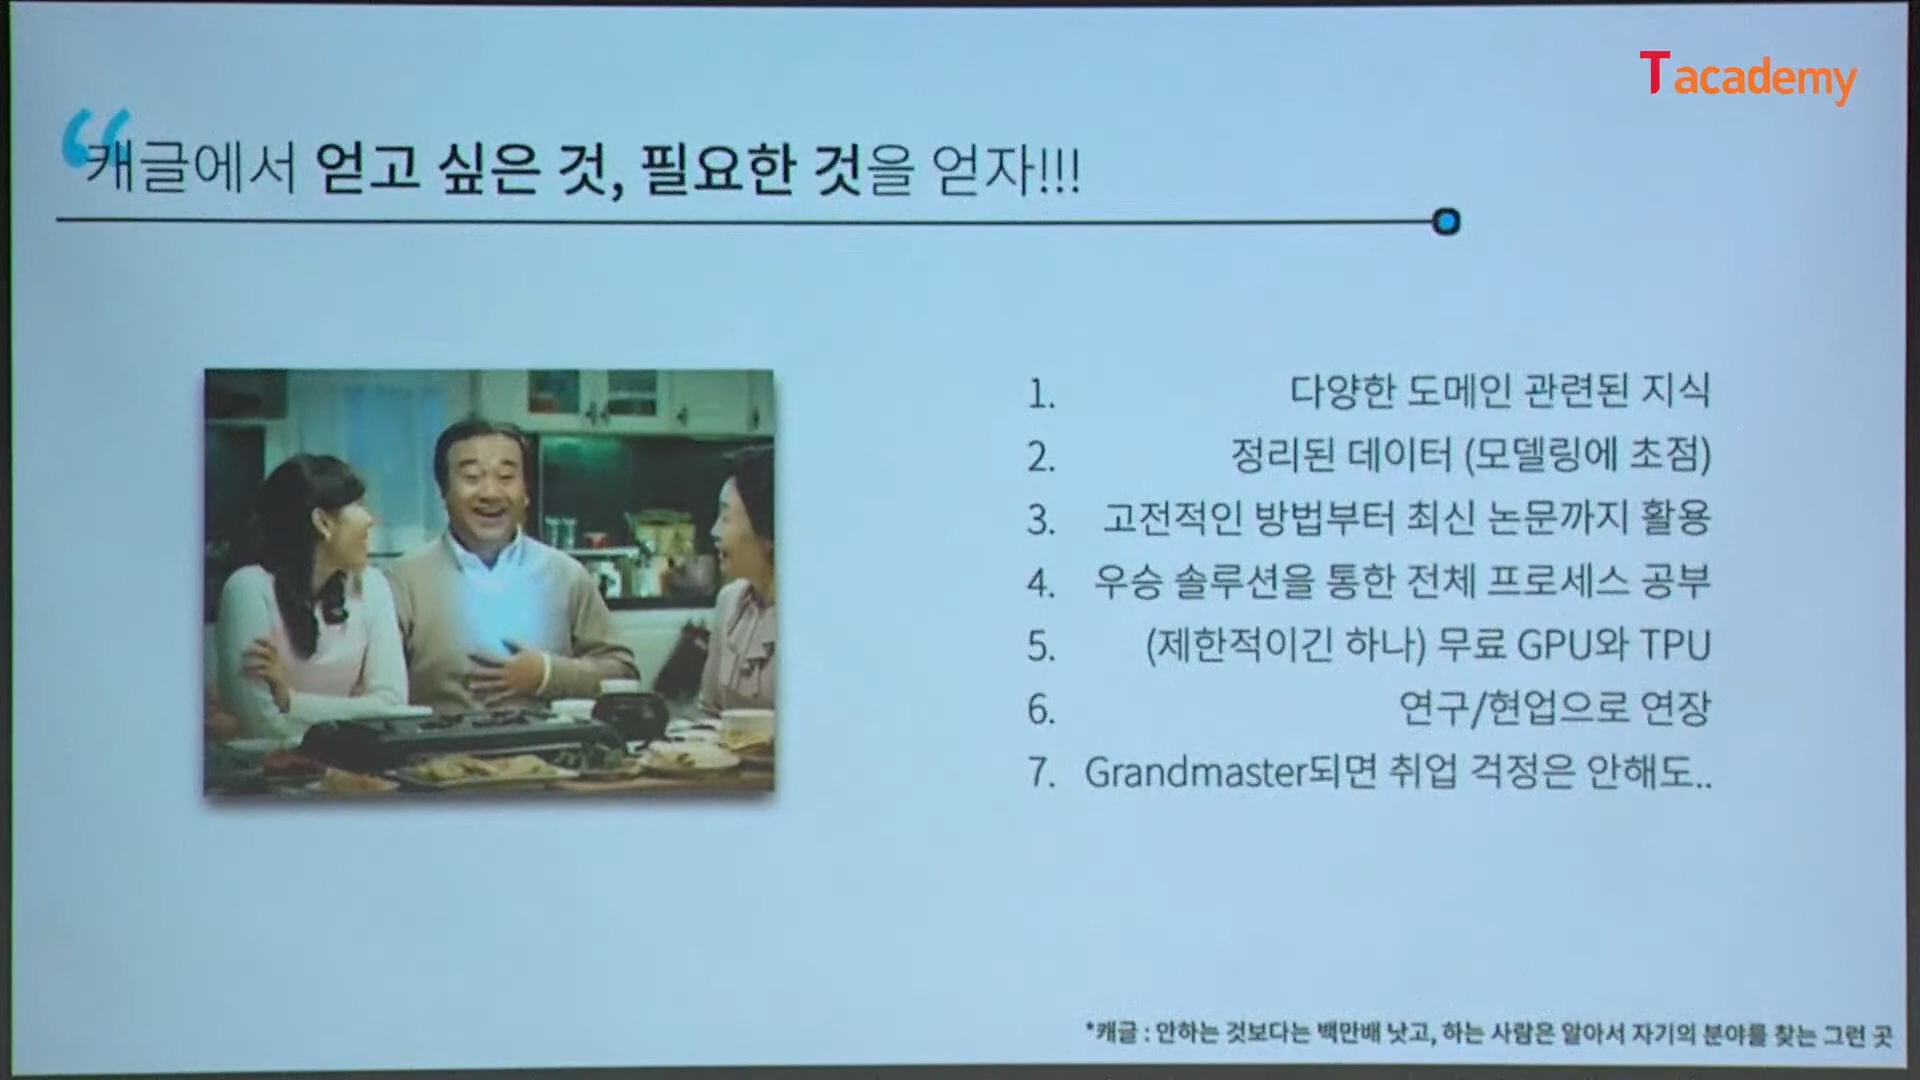 Tacademy
캐글에서 얻고 싶은 것, 필요한 것을 얻자!!!
1. 다양한 도메인 관련된 지식
2. 정리된 데이터 (모델링에 초점)
3. 고전적인 방법부터 최신 논문까지 활용
4. 우승 솔루션을 통한 전체 프로세스 공부
5. (제한적이긴 하나) 무료 GPU와 TPU
6. 연구/현업으로 연장
7. Grandmaster되면 취업 걱정은 안해도..
*캐글 : 안하는 것보다는 백만배 낫고, 하는 사람은 알아서 자기의 분야를 찾는 그런 곳